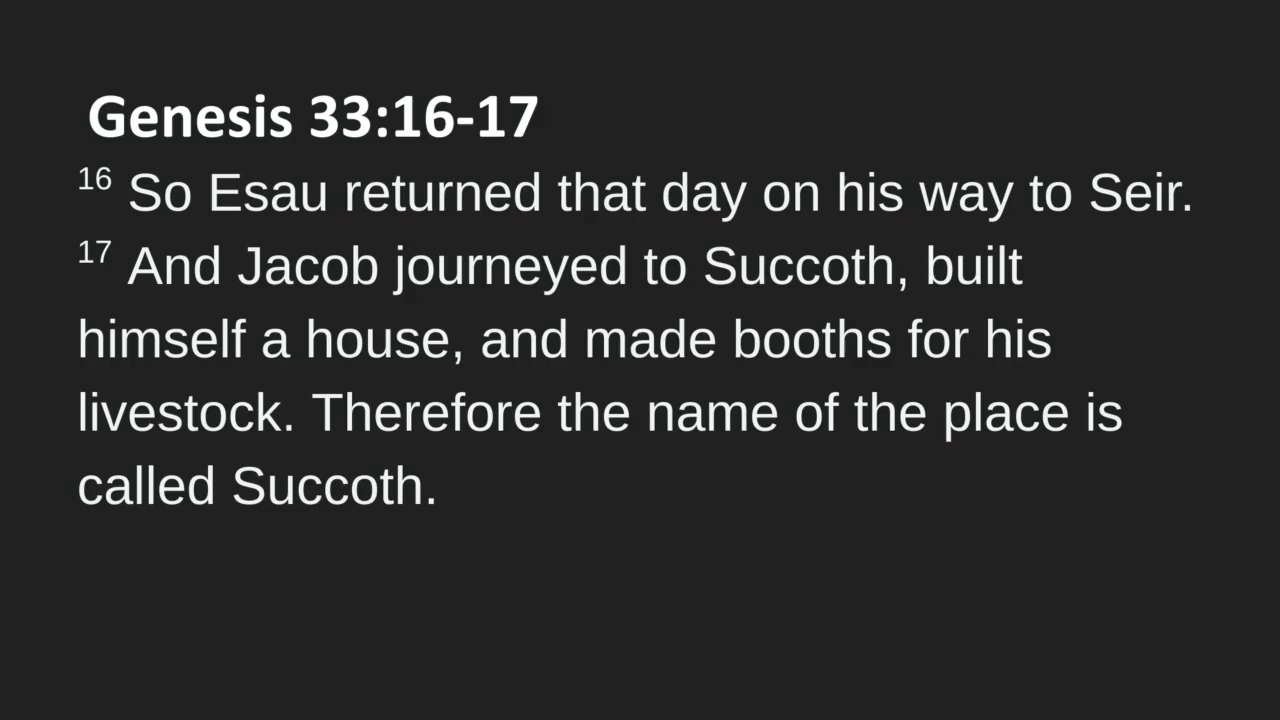 Genesis 33:16-17
16 So Esau returned that day on his way to Seir.
17 And Jacob journeyed to Succoth, built
himself a house, and made booths for his
livestock. Therefore the name of the place is
called Succoth.